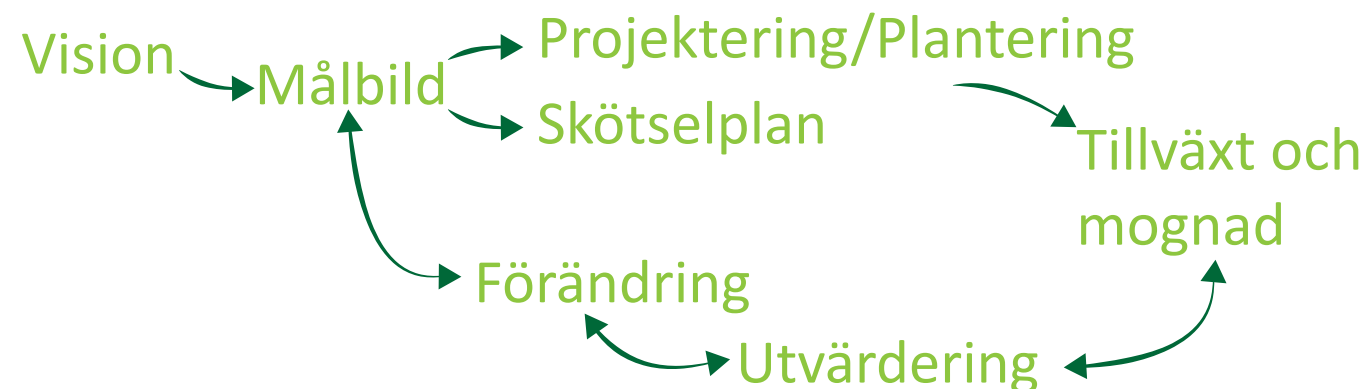 Vision
Målbild
Projektering/Plantering
Skötselplan
Tillväxt och
mognad
Förändring
Utvärdering